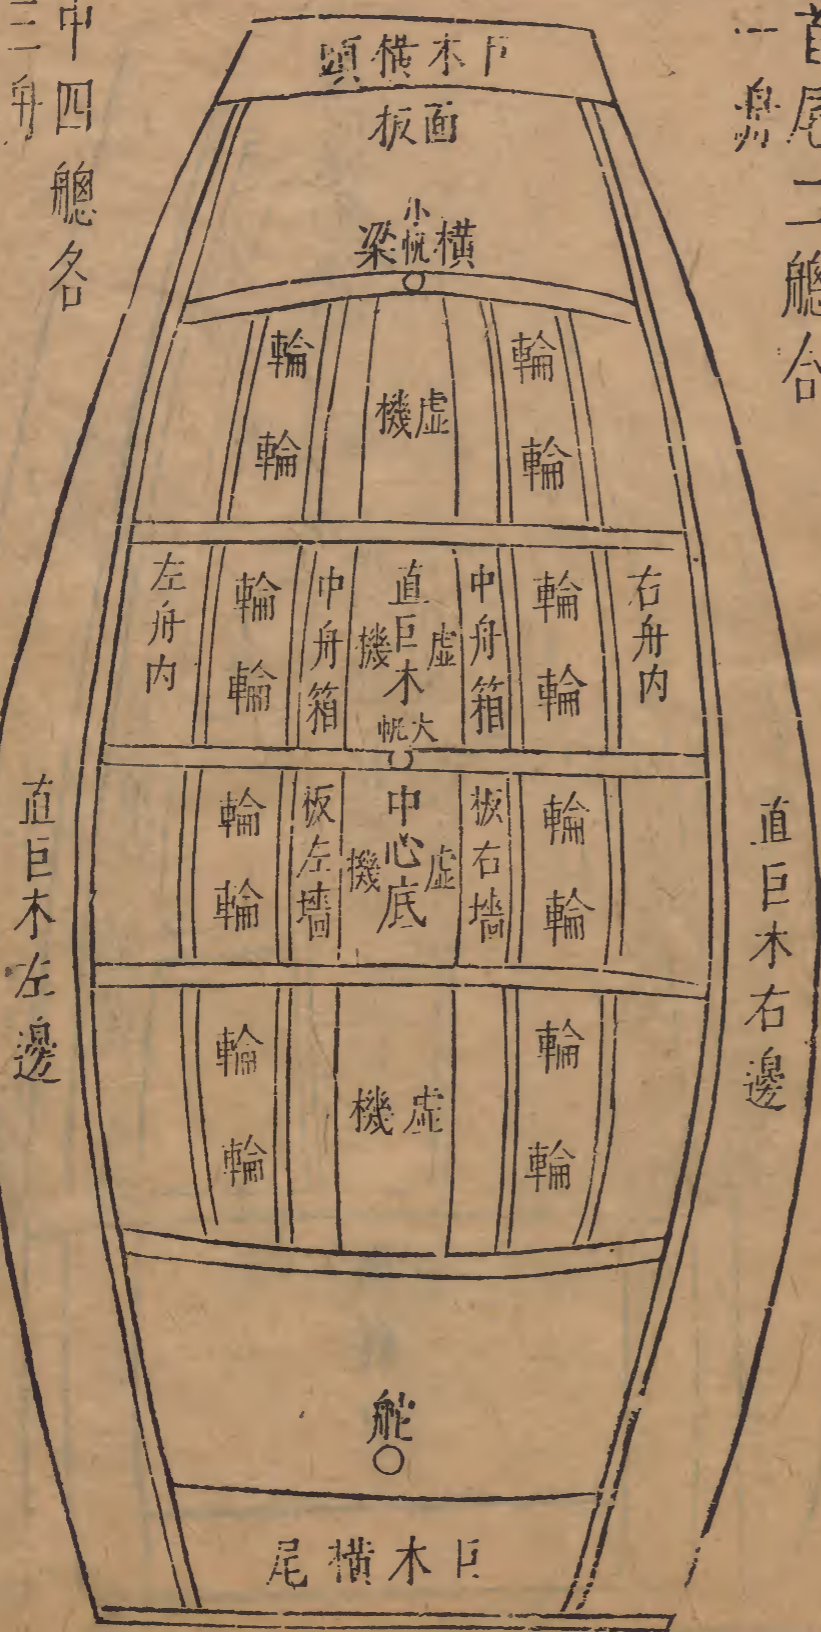 首尾二艙合
一舟
中四艙各
三舟
巨木橫頭
面板
橫梁
小帆
虛機
輪
輪
輪
輪
右舟內
輪
輪
中舟箱
直巨木
虛機
大帆
中舟箱
輪
輪
左舟內
直巨木右邊
輪
輪
板右墻
中心底
虛機
板左墻
輪
輪
直巨木左邊
輪
輪
虛機
輪
輪
舵
巨木橫尾